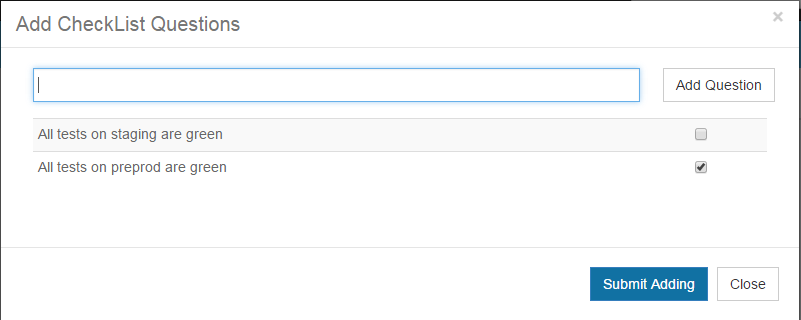 Add CheckList Questions
×
Add Question
All tests on staging are green
All tests on preprod are green
Submit Adding
Close